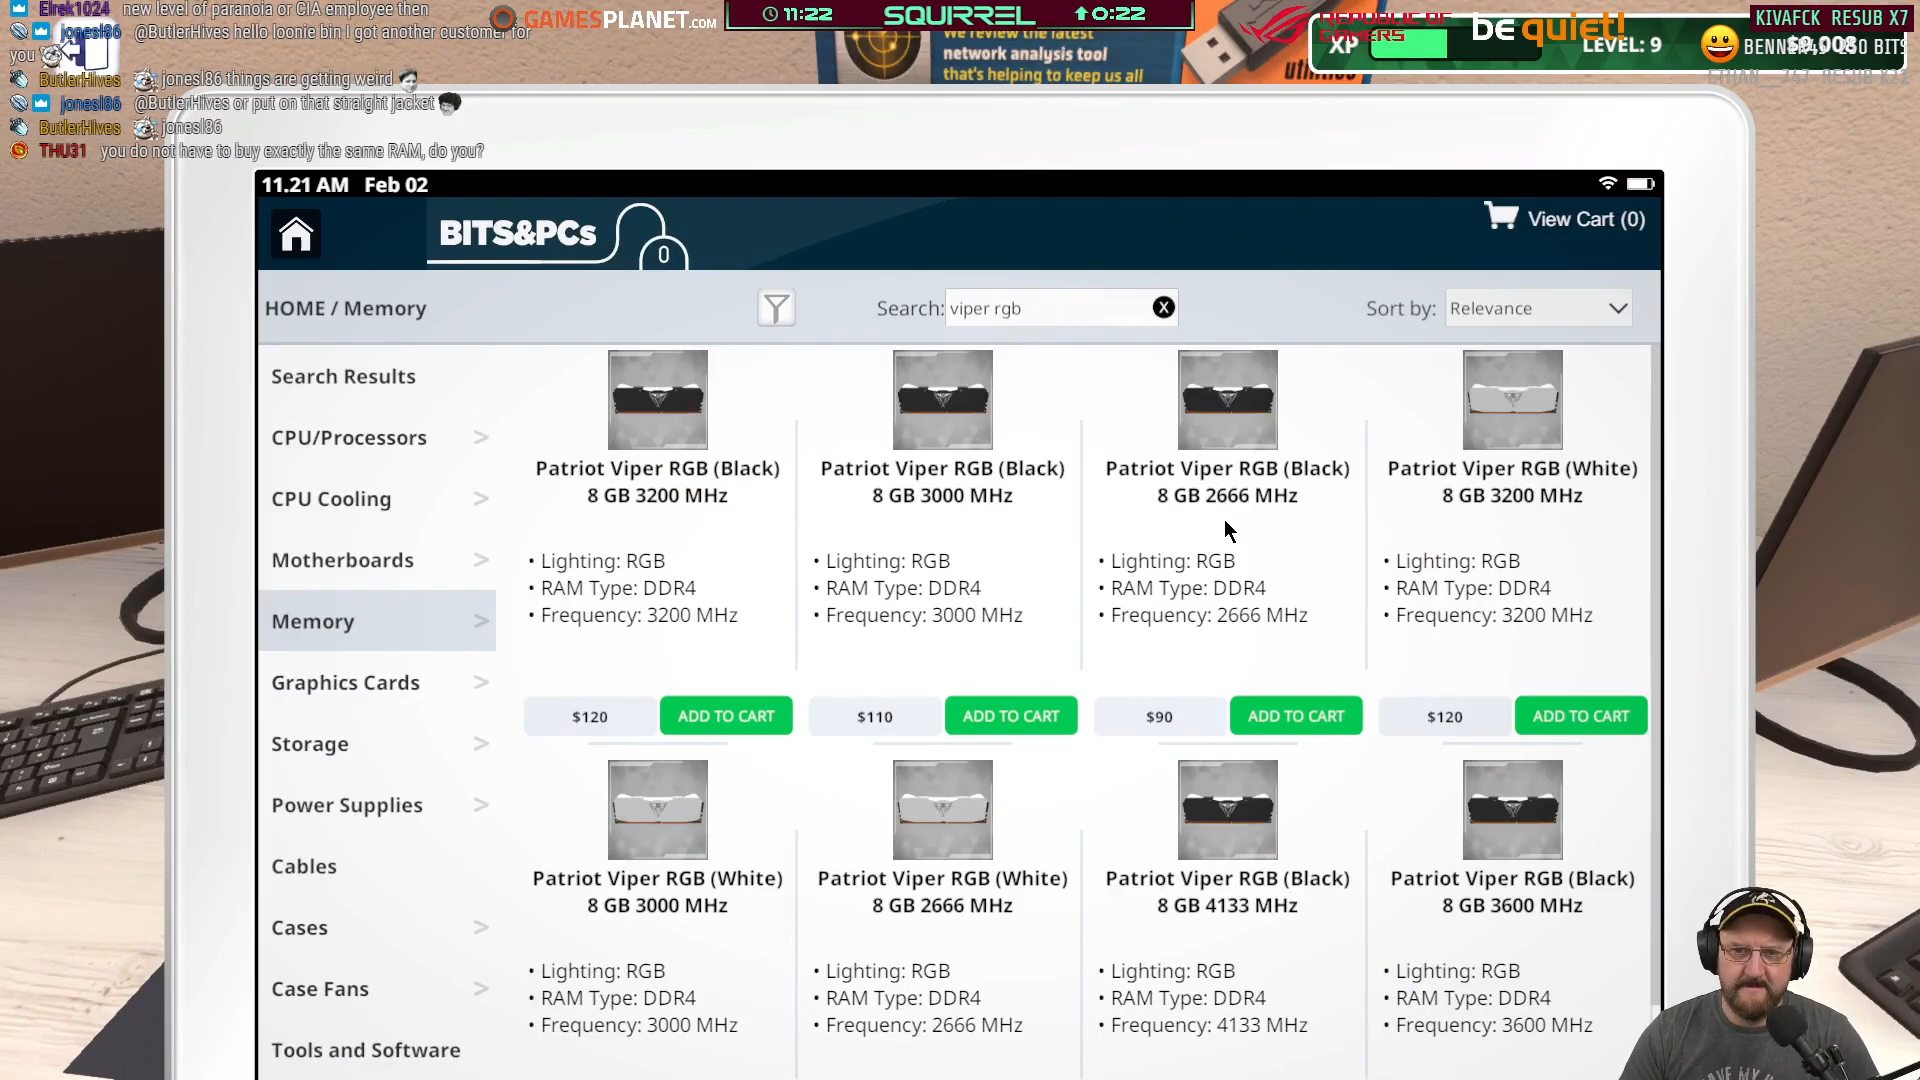 Elrek1024 new level of paranoia or CIA employee then
jonesl86 @ButlerHives hello loonie bin I got another customer for
you
ButlerHives jonesl86 things are getting weird
jonesl86 @ButlerHives or put on that straight jacket
ButlerHives jonesl86
THU31 you do not have to buy exactly the same RAM, do you?
GAMESPLANET.COM
11:22 SQUIRREL 0:22
We review the latest
network analysis tool
that's helping to keep us all
REPUBLIC OF
GAMERS
be quiet!
XP LEVEL: 9
KIVAFCK RESUB X7
11.21 AM Feb 02
BITS&PCs
View Cart (0)
HOME / Memory
Search: viper rgb X
Sort by: Relevance
Search Results
CPU/Processors >
CPU Cooling >
Motherboards >
Memory >
Graphics Cards >
Storage >
Power Supplies >
Cables
Cases >
Case Fans >
Tools and Software
Patriot Viper RGB (Black)
8 GB 3200 MHz
• Lighting: RGB
• RAM Type: DDR4
• Frequency: 3200 MHz
$120 ADD TO CART
Patriot Viper RGB (Black)
8 GB 3000 MHz
• Lighting: RGB
• RAM Type: DDR4
• Frequency: 3000 MHz
$110 ADD TO CART
Patriot Viper RGB (Black)
8 GB 2666 MHz
• Lighting: RGB
• RAM Type: DDR4
• Frequency: 2666 MHz
$90 ADD TO CART
Patriot Viper RGB (White)
8 GB 3200 MHz
• Lighting: RGB
• RAM Type: DDR4
• Frequency: 3200 MHz
$120 ADD TO CART
Patriot Viper RGB (White)
8 GB 3000 MHz
• Lighting: RGB
• RAM Type: DDR4
• Frequency: 3000 MHz
Patriot Viper RGB (White)
8 GB 2666 MHz
• Lighting: RGB
• RAM Type: DDR4
• Frequency: 2666 MHz
Patriot Viper RGB (Black)
8 GB 4133 MHz
• Lighting: RGB
• RAM Type: DDR4
• Frequency: 4133 MHz
Patriot Viper RGB (Black)
8 GB 3600 MHz
• Lighting: RGB
• RAM Type: DDR4
• Frequency: 3600 MHz